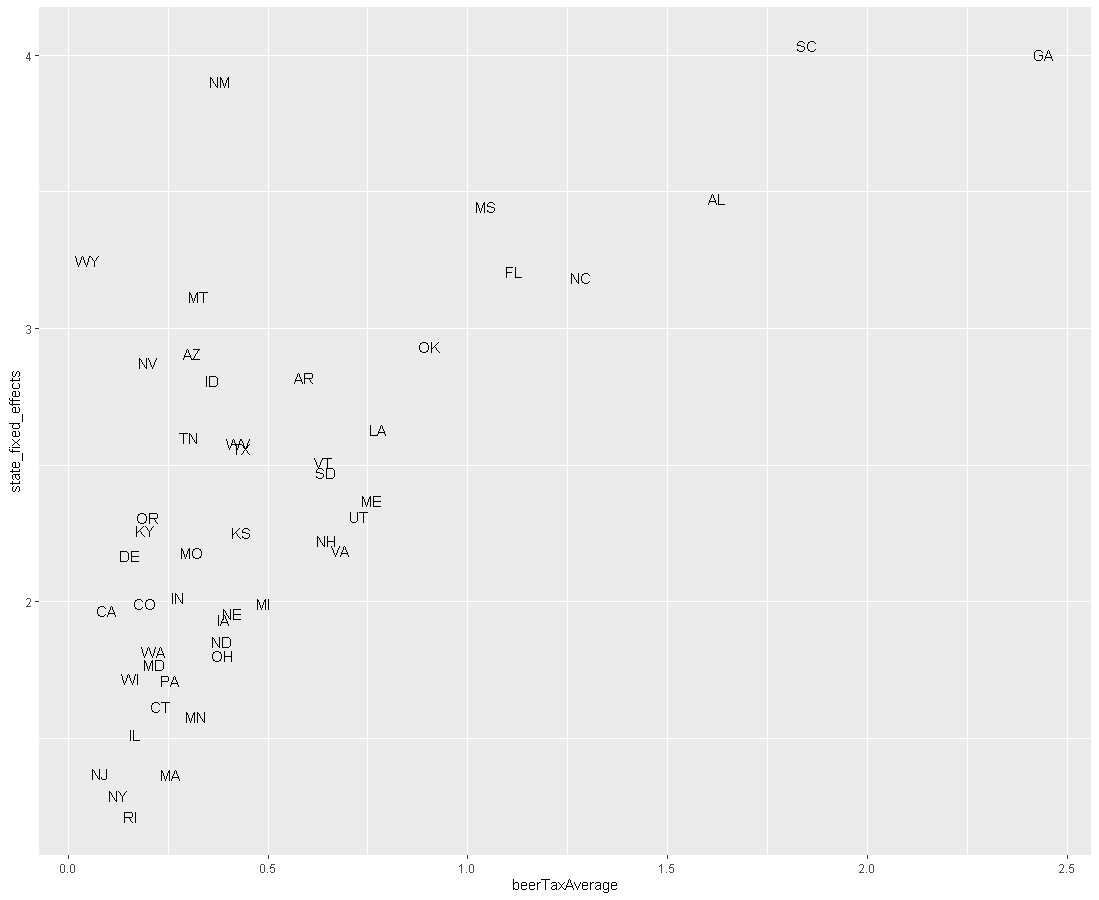 SC
4
GA
NM
AL
MS
WY
FL
NC
MT
3
OK
AZ
NV
AR
ID
LA
TN
WV
TX
VT
SD
ME
OR
UT
KY
KS
NH
VA
MO
DE
IN
2
CO
MI
CA
NE
IA
ND
WA
OH
MD
WI
PA
CT
MN
IL
NJ
MA
NY
RI
state_fixed_effects
0.0 0.5 1.0 1.5 2.0 2.5
beerTaxAverage